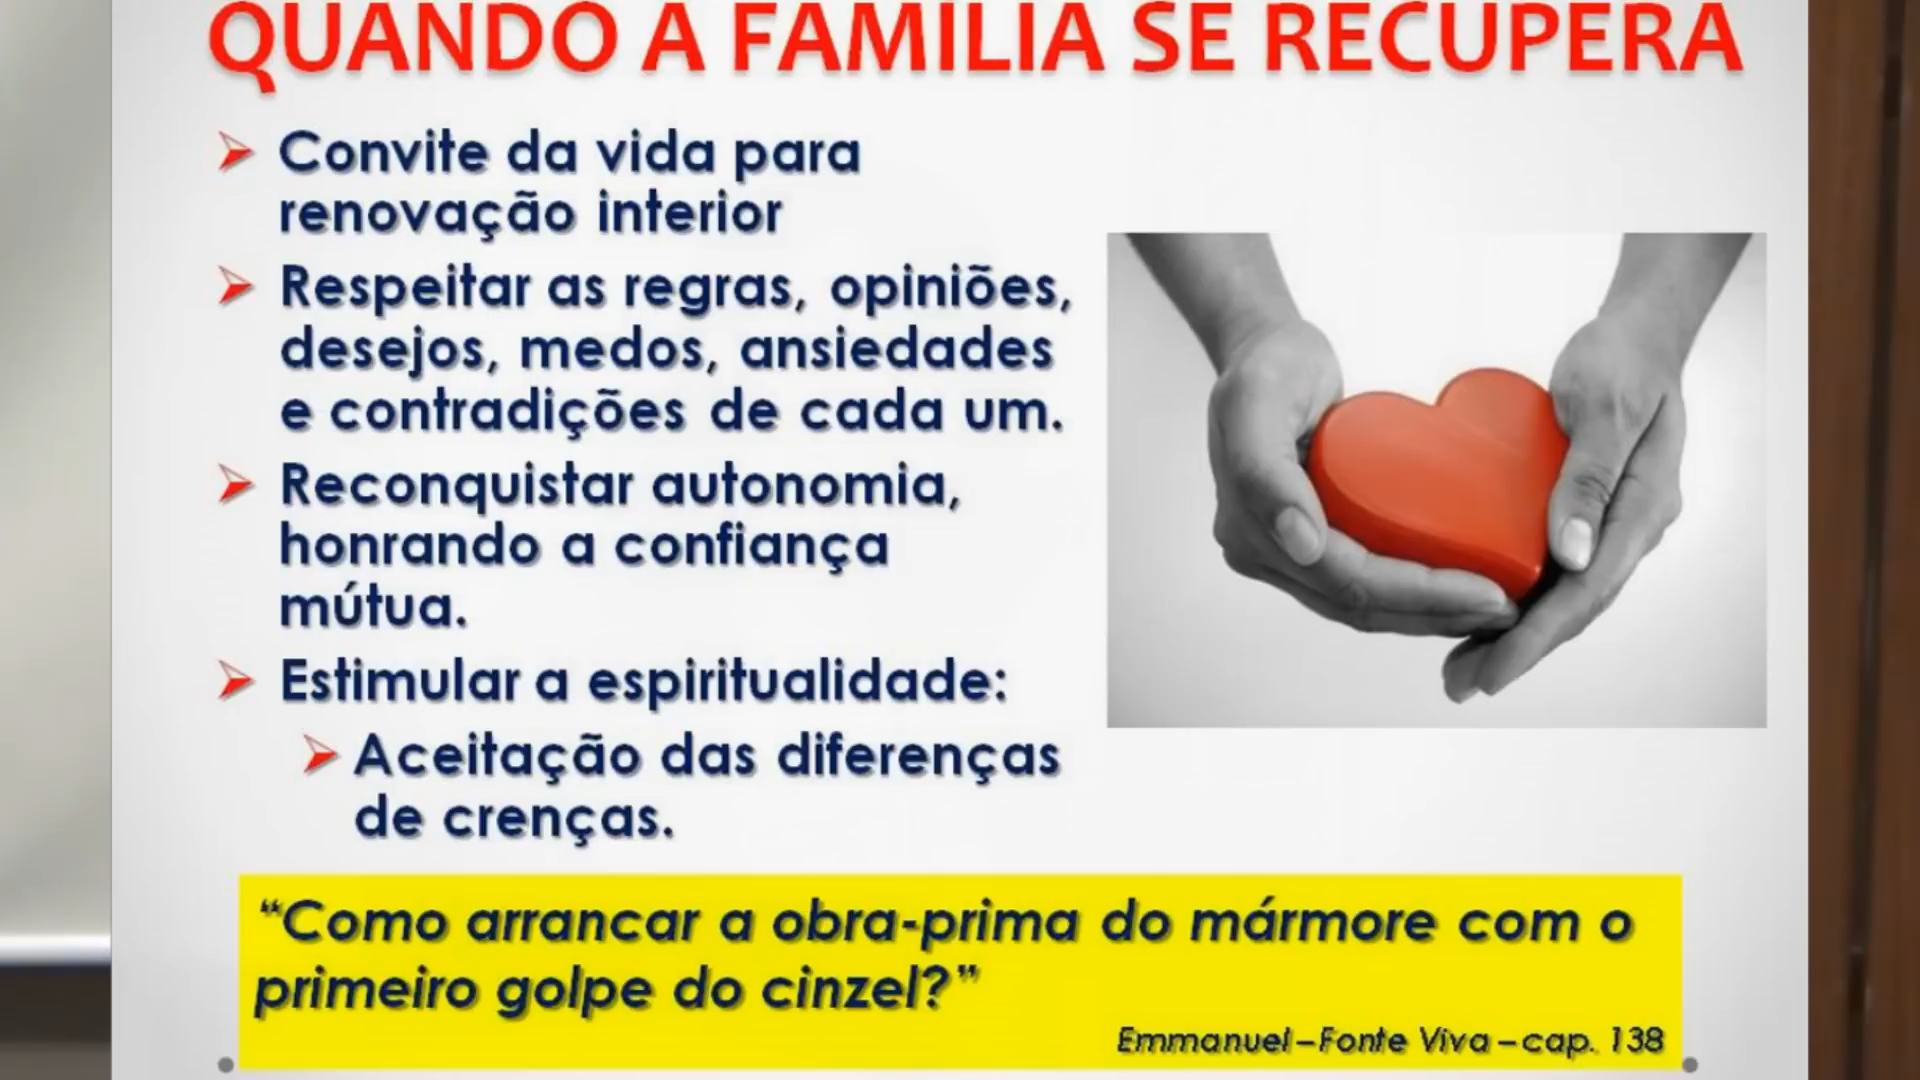 QUANDO A FAMÍLIA SE RECUPERA
Convite da vida para
renovação interior
Respeitar as regras, opiniões,
desejos, medos, ansiedades
e contradições de cada um.
Reconquistar autonomia,
honrando a confiança
mútua.
Estimular a espiritualidade:
Aceitação das diferenças
de crenças.
“Como arrancar a obra-prima do mármore com o
primeiro golpe do cinzel?”
Emmanuel – Fonte Viva – cap. 138